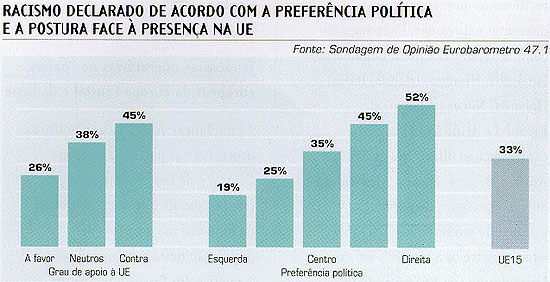 RACISMO DECLARADO DE ACORDO COM A PREFERÊNCIA POLÍTICA
E A POSTURA FACE À PRESENÇA NA UE
Fonte: Sondagem de Opinião Eurobarometro 47.1
26% 38% 45% 19% 25% 35% 45% 52% 33%
A favor Neutros Contra Esquerda Centro Direita UE15
Grau de apoio à UE Preferência política